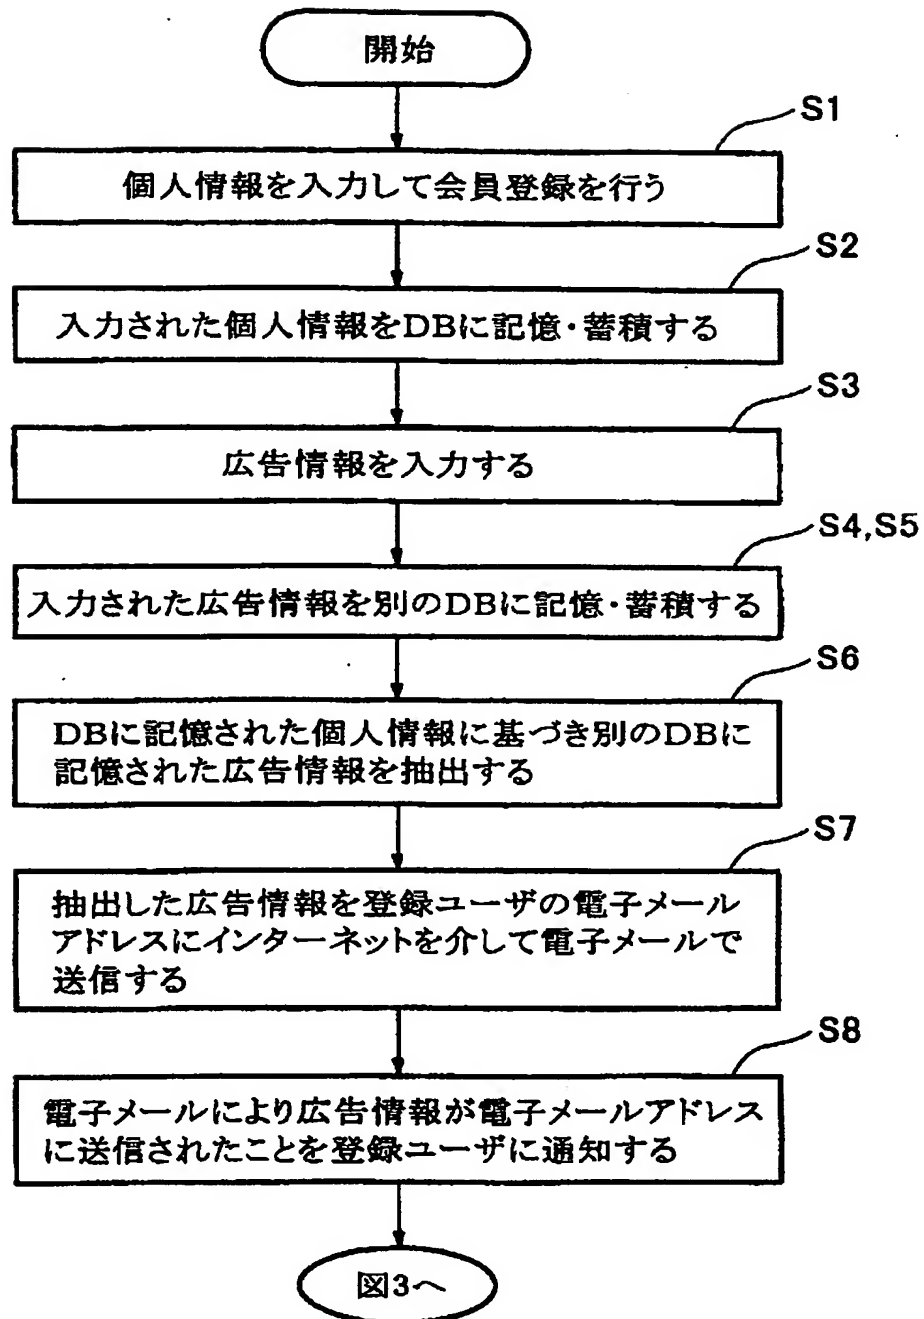 開始
S1
個人情報を入力して会員登録を行う
S2
入力された個人情報をDBに記憶・蓄積する
S3
広告情報を入力する
S4,S5
入力された広告情報を別のDBに記憶・蓄積する
S6
DBに記憶された個人情報に基づき別のDBに
記憶された広告情報を抽出する
S7
抽出した広告情報を登録ユーザの電子メール
アドレスにインターネットを介して電子メールで
送信する
S8
電子メールにより広告情報が電子メールアドレス
に送信されたことを登録ユーザに通知する
図3へ